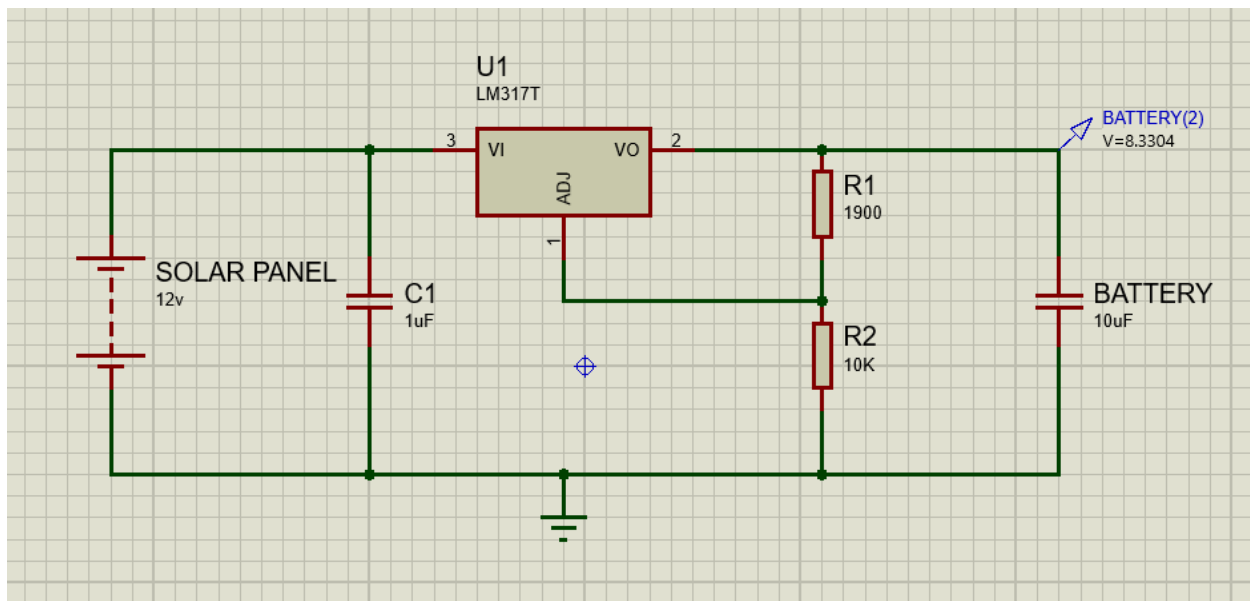 U1
LM317T
3
VI
VO
2
ADJ
1
BATTERY(2)
V=8.3304
R1
1900
SOLAR PANEL
12v
C1
1uF
R2
10K
BATTERY
10uF